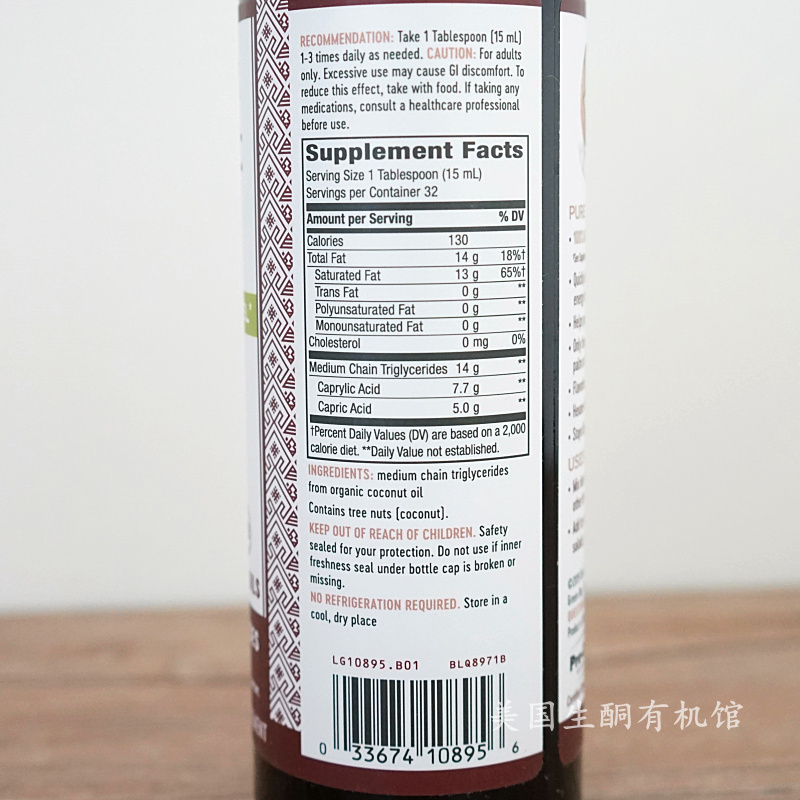 RECOMMENDATION: Take 1 Tablespoon (15 mL)
1-3 times daily as needed. CAUTION: For adults
only. Excessive use may cause GI discomfort. To
reduce this effect, take with food. If taking any
medications, consult a healthcare professional
before use.
Supplement Facts
Serving Size 1 Tablespoon (15 mL)
Servings per Container 32
Amount per Serving % DV
Calories 130
Total Fat 14 g 18%†
Saturated Fat 13 g 65%†
Trans Fat 0 g **
Polyunsaturated Fat 0 g **
Monounsaturated Fat 0 g **
Cholesterol 0 mg 0%
Medium Chain Triglycerides 14 g **
Caprylic Acid 7.7 g **
Capric Acid 5.0 g **
†Percent Daily Values (DV) are based on a 2,000
calorie diet. **Daily Value not established.
INGREDIENTS: medium chain triglycerides
from organic coconut oil
Contains tree nuts (coconut).
KEEP OUT OF REACH OF CHILDREN. Safety
sealed for your protection. Do not use if inner
freshness seal under bottle cap is broken or
missing.
NO REFRIGERATION REQUIRED. Store in a
cool, dry place
LG10895.B01 BLQ8971B
0 33674 10895 6
美国生酮有机馆
PURE